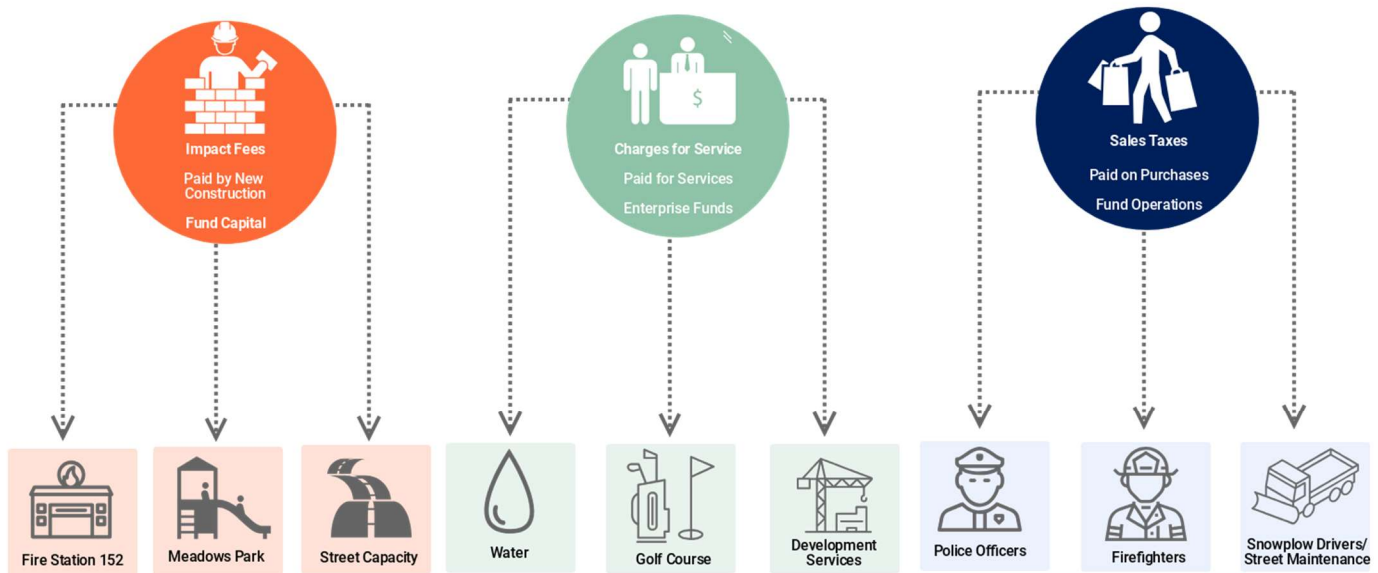 $
Impact Fees
Paid by New
Construction
Fund Capital
Charges for Service
Paid for Services
Enterprise Funds
Sales Taxes
Paid on Purchases
Fund Operations
Fire Station 152
Meadows Park
Street Capacity
Water
Golf Course
Development
Services
Police Officers
Firefighters
Snowplow Drivers/
Street Maintenance